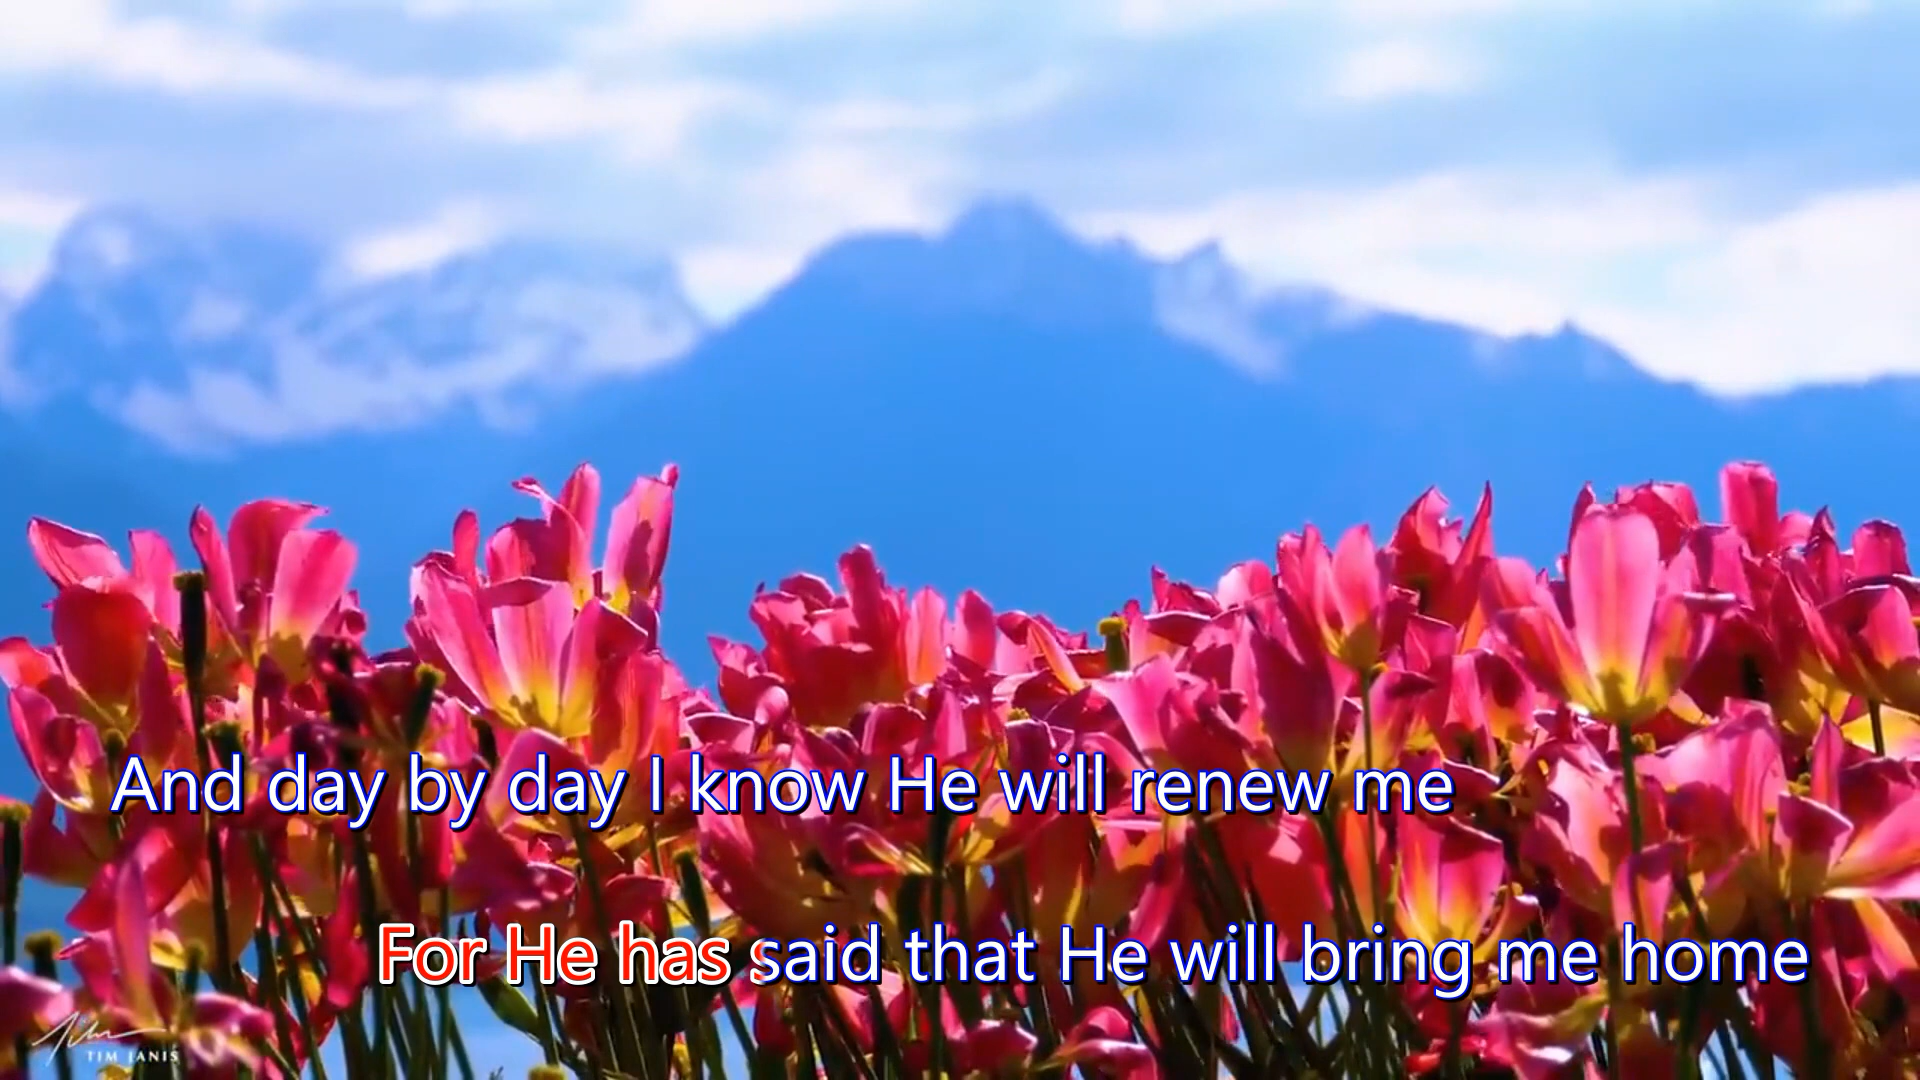 And day by day I know He will renew me
For He has said that He will bring me home
TIM JANIS